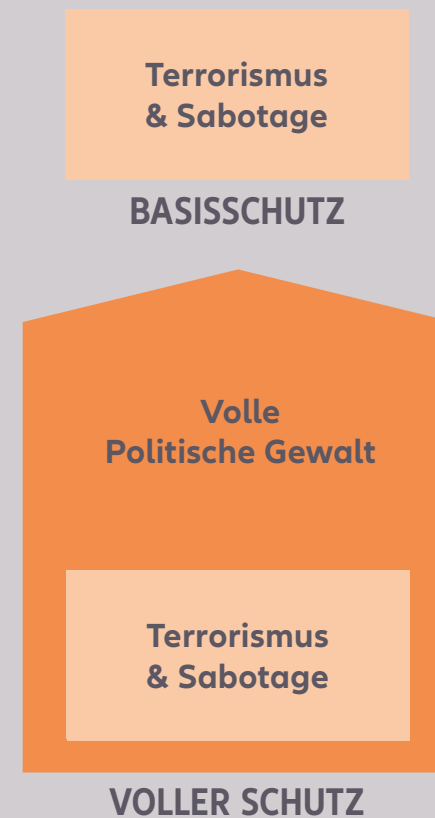 Terrorismus
& Sabotage
BASISSCHUTZ
Volle
Politische Gewalt
Terrorismus
& Sabotage
VOLLER SCHUTZ